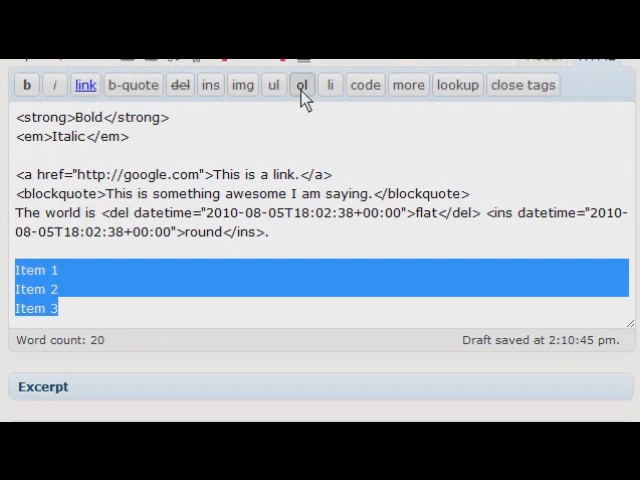 b i link b-quote del ins img ul ol li code more lookup close tags
<strong>Bold</strong>
<em>Italic</em>
<a href="http://google.com">This is a link.</a>
<blockquote>This is something awesome I am saying.</blockquote>
The world is <del datetime="2010-08-05T18:02:38+00:00">flat</del> <ins datetime="2010-
08-05T18:02:38+00:00">round</ins>.
Item 1
Item 2
Item 3
Word count: 20 Draft saved at 2:10:45 pm.
Excerpt